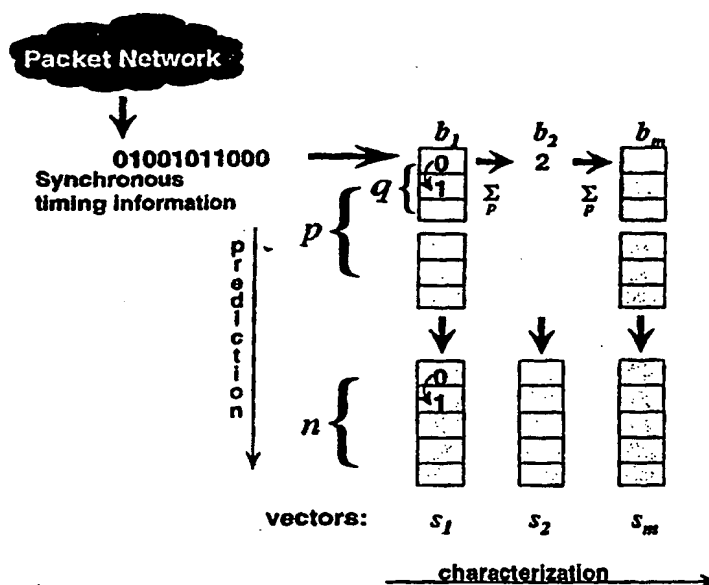 Packet Network
b₁ b₂ bₘ
01001011000
0 2
Synchronous
timing information
q { 1 Σ p Σ p
p {
prediction
0
1
n {
vectors: s₁ s₂ sₘ
characterization